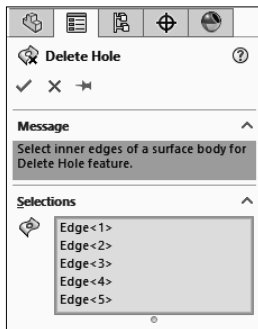 Delete Hole
Message
Select inner edges of a surface body for
Delete Hole feature.
Selections
Edge<1>
Edge<2>
Edge<3>
Edge<4>
Edge<5>